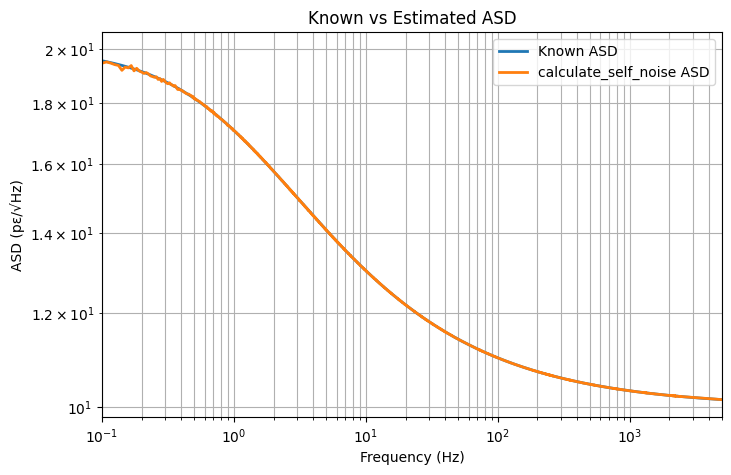 Known vs Estimated ASD
Known ASD
calculate_self_noise ASD
ASD (pε/√Hz)
2 × 10¹
1.8 × 10¹
1.6 × 10¹
1.4 × 10¹
1.2 × 10¹
10¹
10⁻¹ 10⁰ 10¹ 10² 10³
Frequency (Hz)